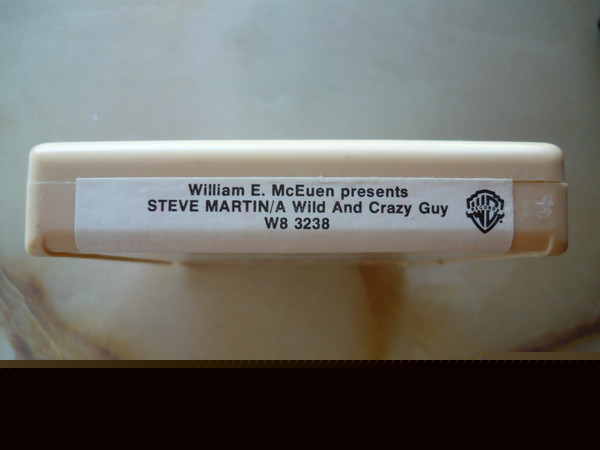 William E. McEuen presents
STEVE MARTIN/A Wild And Crazy Guy
W8 3238